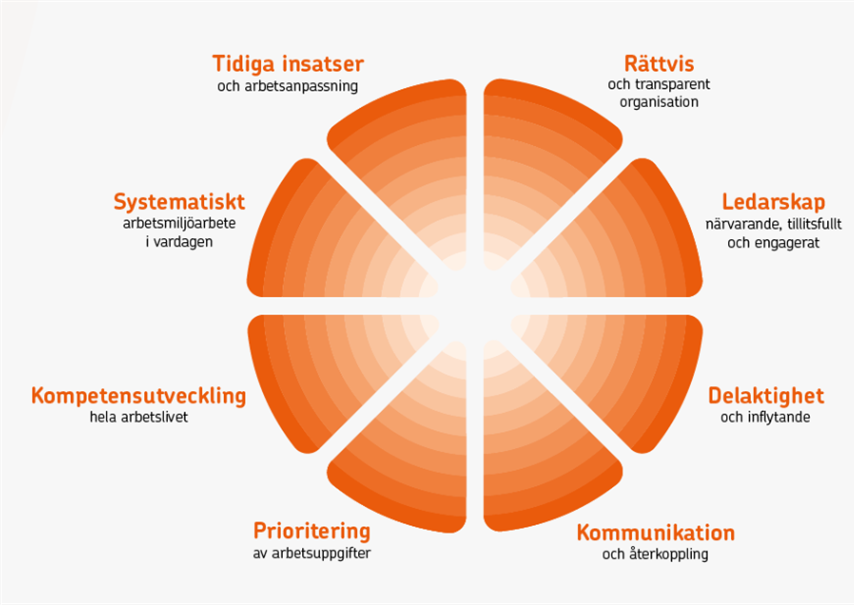 Tidiga insatser
och arbetsanpassning
Rättvis
och transparent
organisation
Systematiskt
arbetsmiljöarbete
i vardagen
Ledarskap
närvarande, tillitsfullt
och engagerat
Kompetensutveckling
hela arbetslivet
Delaktighet
och inflytande
Prioritering
av arbetsuppgifter
Kommunikation
och återkoppling